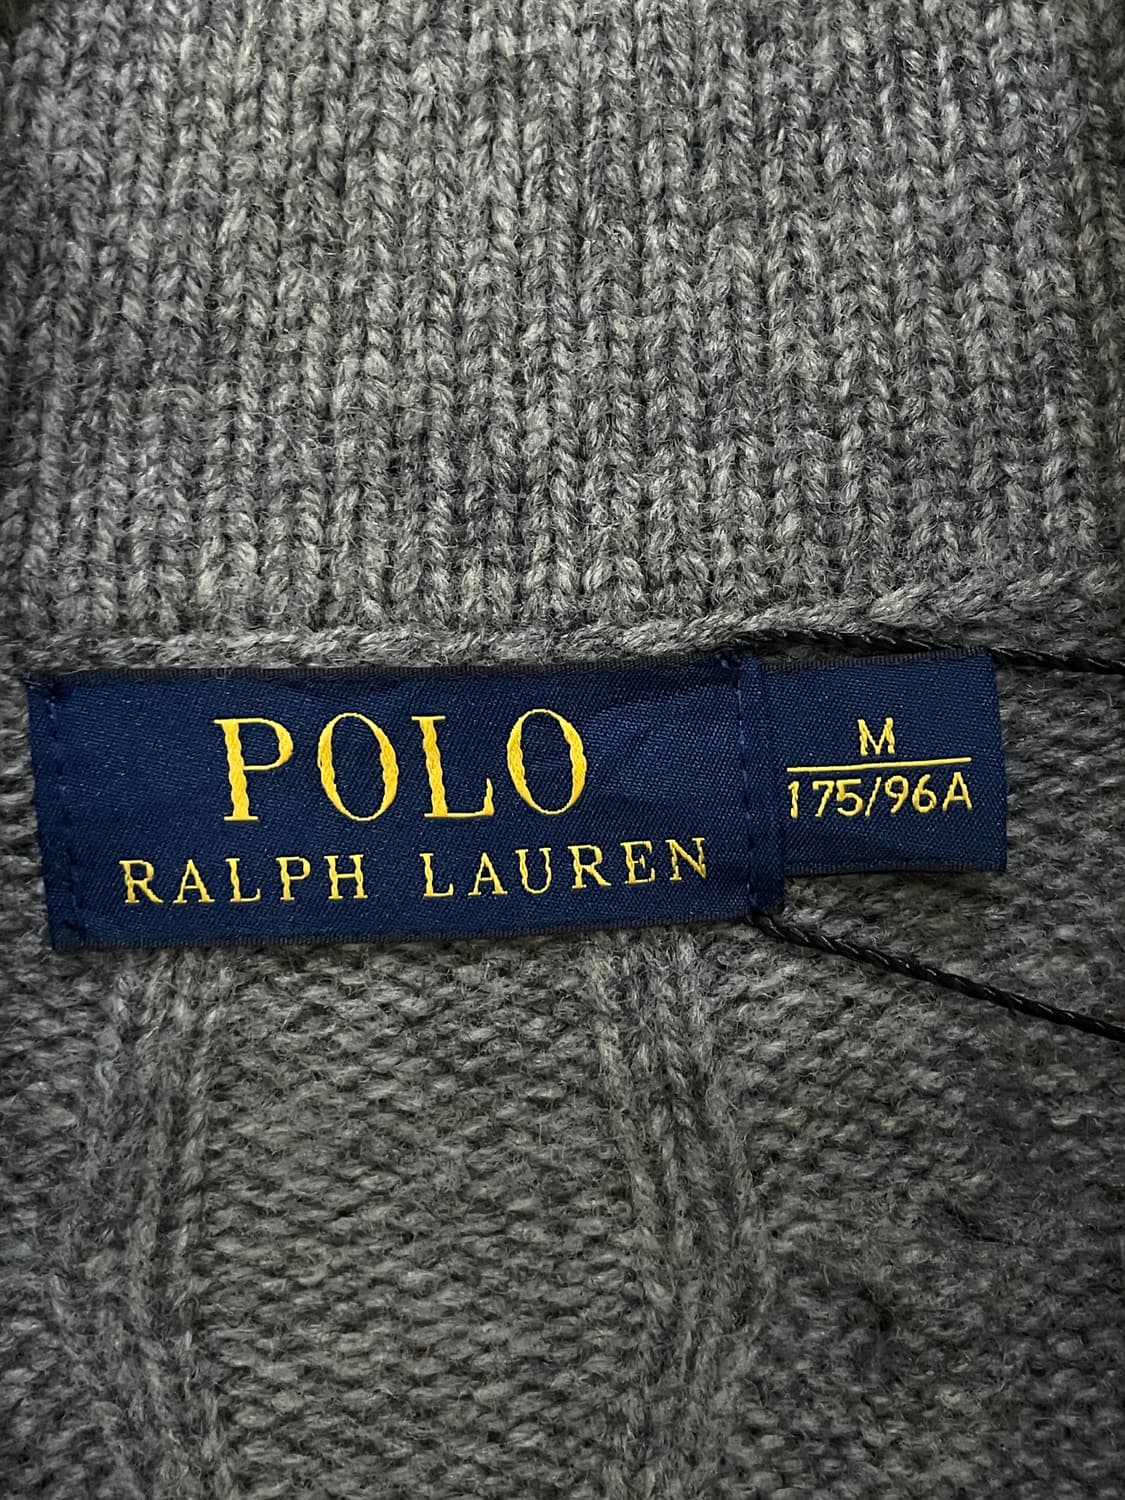 POLO
RALPH LAUREN
M
175/96A